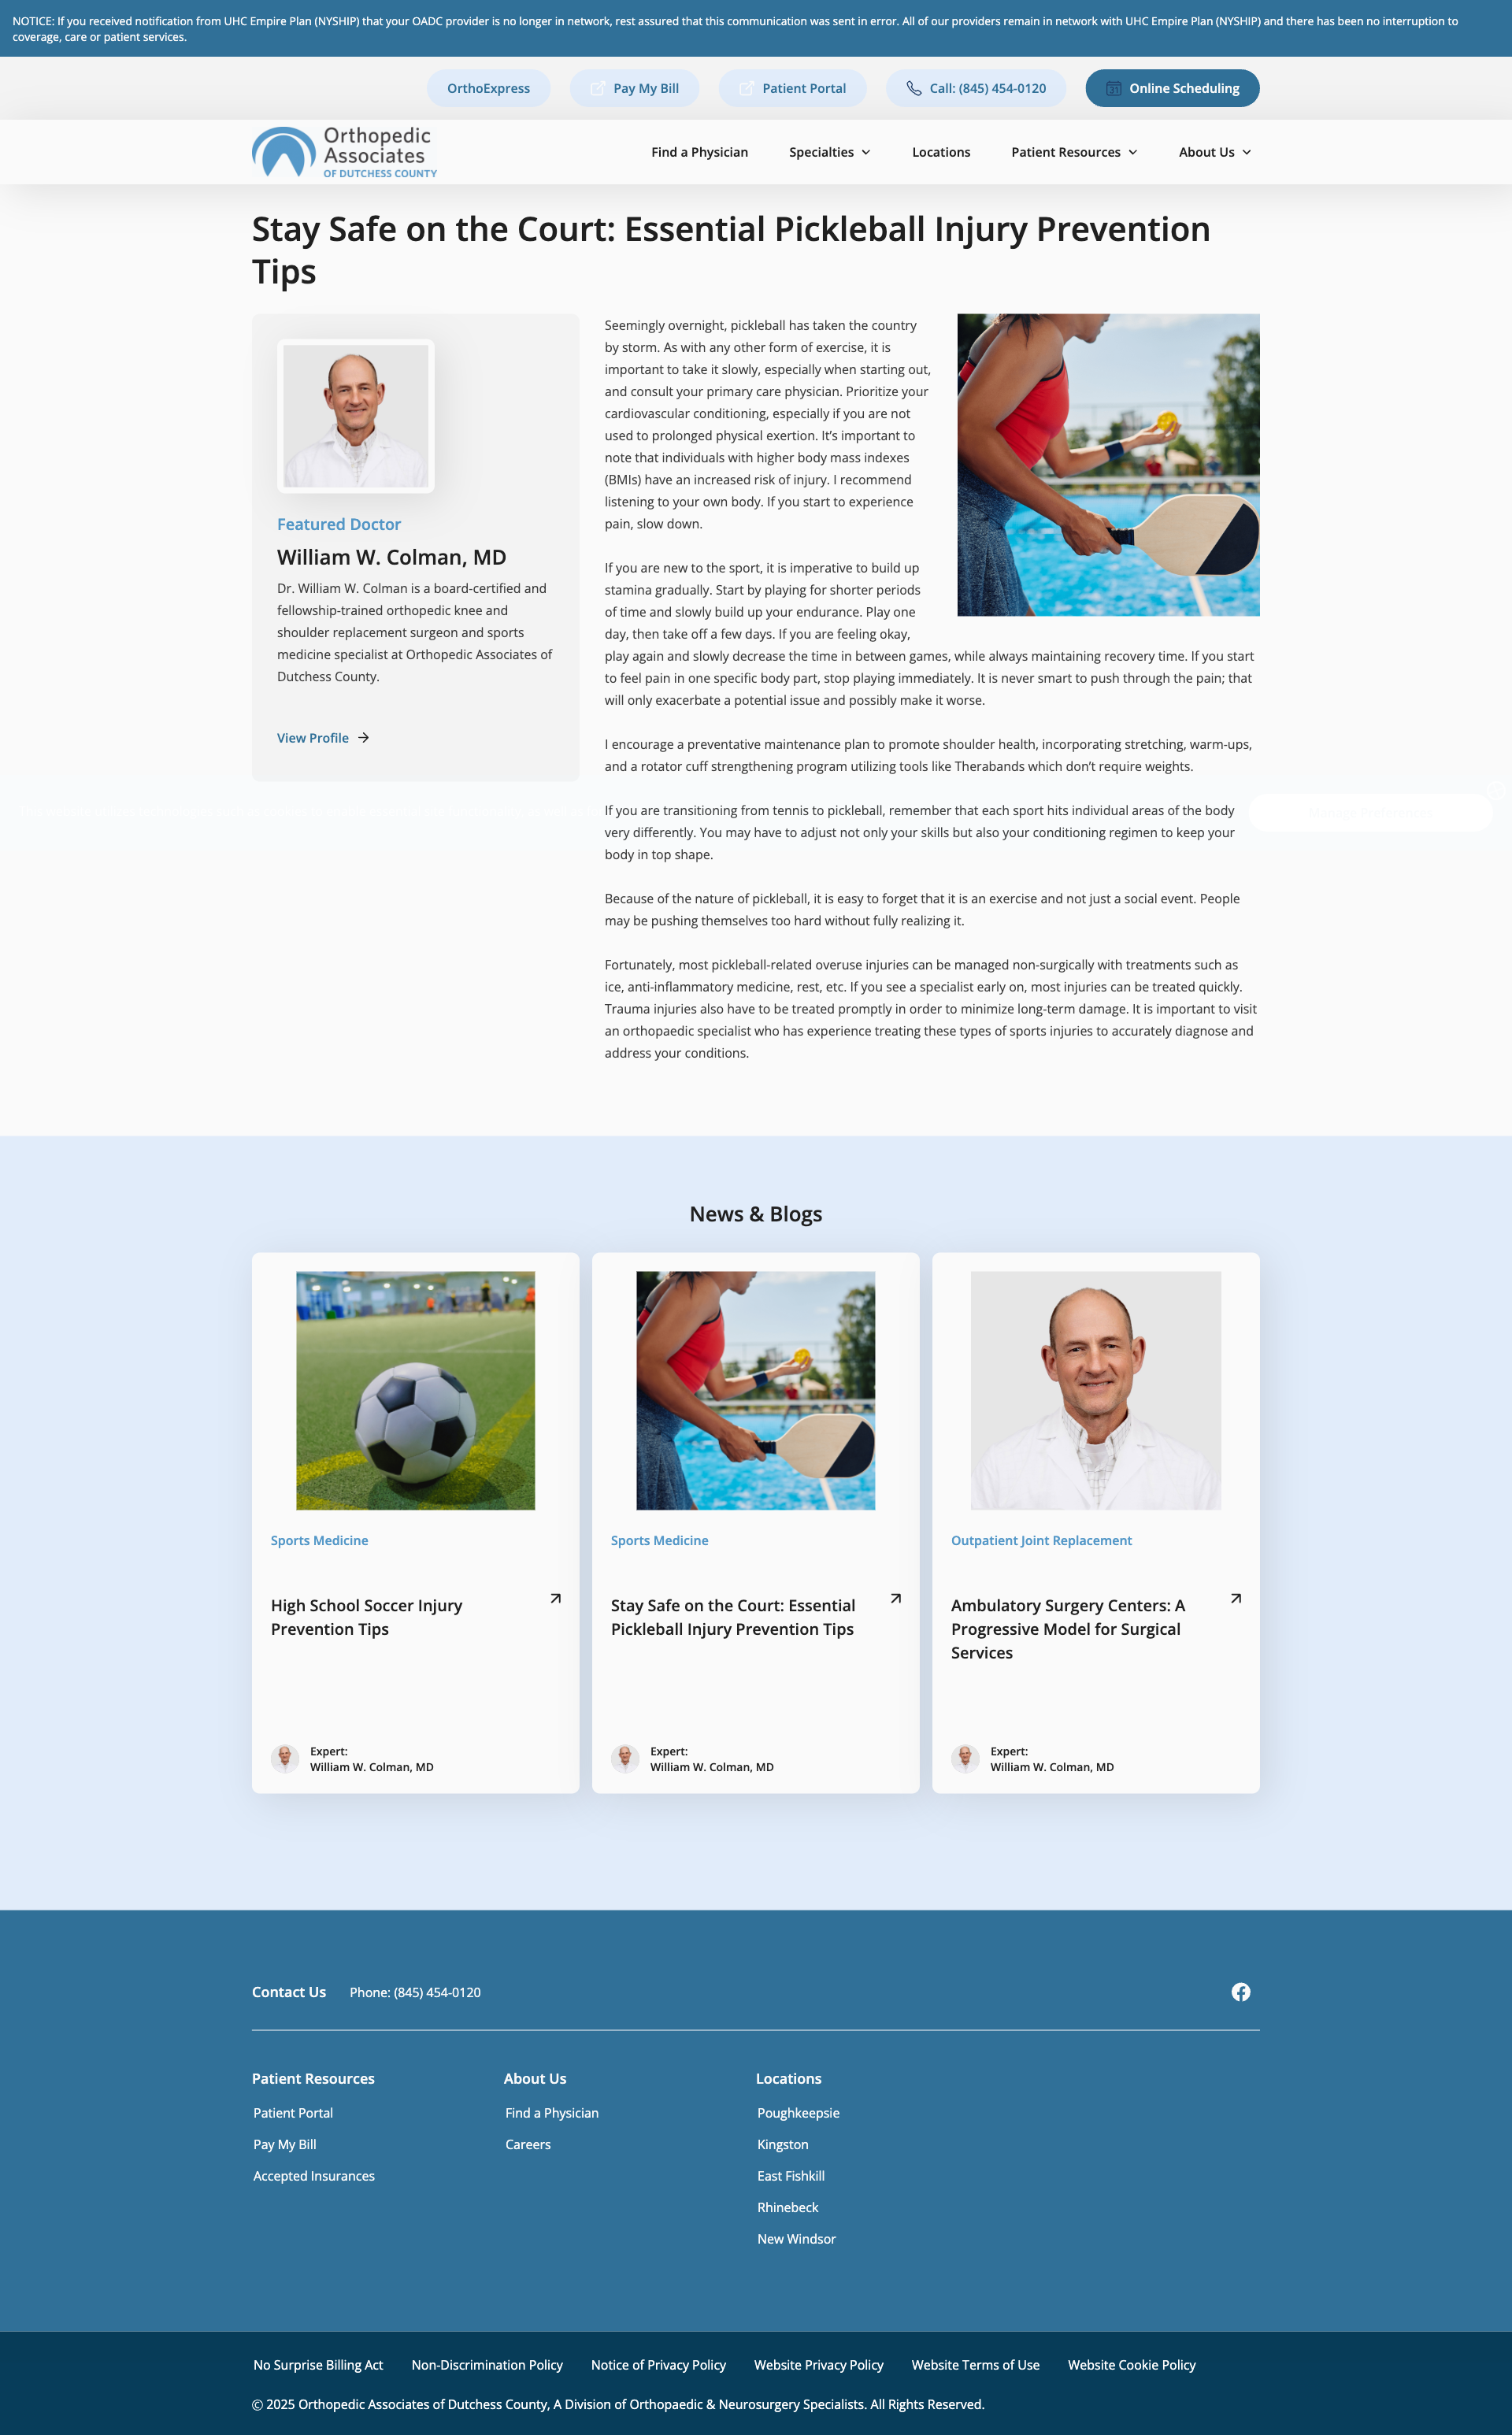 NOTICE: If you received notification from UHC Empire Plan (NYSHIP) that your OADC provider is no longer in network, rest assured that this communication was sent in error. All of our providers remain in network with UHC Empire Plan (NYSHIP) and there has been no interruption to
coverage, care or patient services.
OrthoExpress
Pay My Bill
Patient Portal
Call: (845) 454-0120
Online Scheduling
Orthopedic
Associates
OF DUTCHESS COUNTY
Find a Physician
Specialties
Locations
Patient Resources
About Us
Stay Safe on the Court: Essential Pickleball Injury Prevention
Tips
Featured Doctor
William W. Colman, MD
Dr. William W. Colman is a board-certified and
fellowship-trained orthopedic knee and
shoulder replacement surgeon and sports
medicine specialist at Orthopedic Associates of
Dutchess County.
View Profile
Seemingly overnight, pickleball has taken the country
by storm. As with any other form of exercise, it is
important to take it slowly, especially when starting out,
and consult your primary care physician. Prioritize your
cardiovascular conditioning, especially if you are not
used to prolonged physical exertion. It’s important to
note that individuals with higher body mass indexes
(BMIs) have an increased risk of injury. I recommend
listening to your own body. If you start to experience
pain, slow down.
If you are new to the sport, it is imperative to build up
stamina gradually. Start by playing for shorter periods
of time and slowly build up your endurance. Play one
day, then take off a few days. If you are feeling okay,
play again and slowly decrease the time in between games, while always maintaining recovery time. If you start
to feel pain in one specific body part, stop playing immediately. It is never smart to push through the pain; that
will only exacerbate a potential issue and possibly make it worse.
I encourage a preventative maintenance plan to promote shoulder health, incorporating stretching, warm-ups,
and a rotator cuff strengthening program utilizing tools like Therabands which don’t require weights.
If you are transitioning from tennis to pickleball, remember that each sport hits individual areas of the body
very differently. You may have to adjust not only your skills but also your conditioning regimen to keep your
body in top shape.
Because of the nature of pickleball, it is easy to forget that it is an exercise and not just a social event. People
may be pushing themselves too hard without fully realizing it.
Fortunately, most pickleball-related overuse injuries can be managed non-surgically with treatments such as
ice, anti-inflammatory medicine, rest, etc. If you see a specialist early on, most injuries can be treated quickly.
Trauma injuries also have to be treated promptly in order to minimize long-term damage. It is important to visit
an orthopaedic specialist who has experience treating these types of sports injuries to accurately diagnose and
address your conditions.
News & Blogs
Sports Medicine
High School Soccer Injury
Prevention Tips
Expert:
William W. Colman, MD
Sports Medicine
Stay Safe on the Court: Essential
Pickleball Injury Prevention Tips
Expert:
William W. Colman, MD
Outpatient Joint Replacement
Ambulatory Surgery Centers: A
Progressive Model for Surgical
Services
Expert:
William W. Colman, MD
Contact Us
Phone: (845) 454-0120
Patient Resources
Patient Portal
Pay My Bill
Accepted Insurances
About Us
Find a Physician
Careers
Locations
Poughkeepsie
Kingston
East Fishkill
Rhinebeck
New Windsor
No Surprise Billing Act
Non-Discrimination Policy
Notice of Privacy Policy
Website Privacy Policy
Website Terms of Use
Website Cookie Policy
© 2025 Orthopedic Associates of Dutchess County, A Division of Orthopaedic & Neurosurgery Specialists. All Rights Reserved.